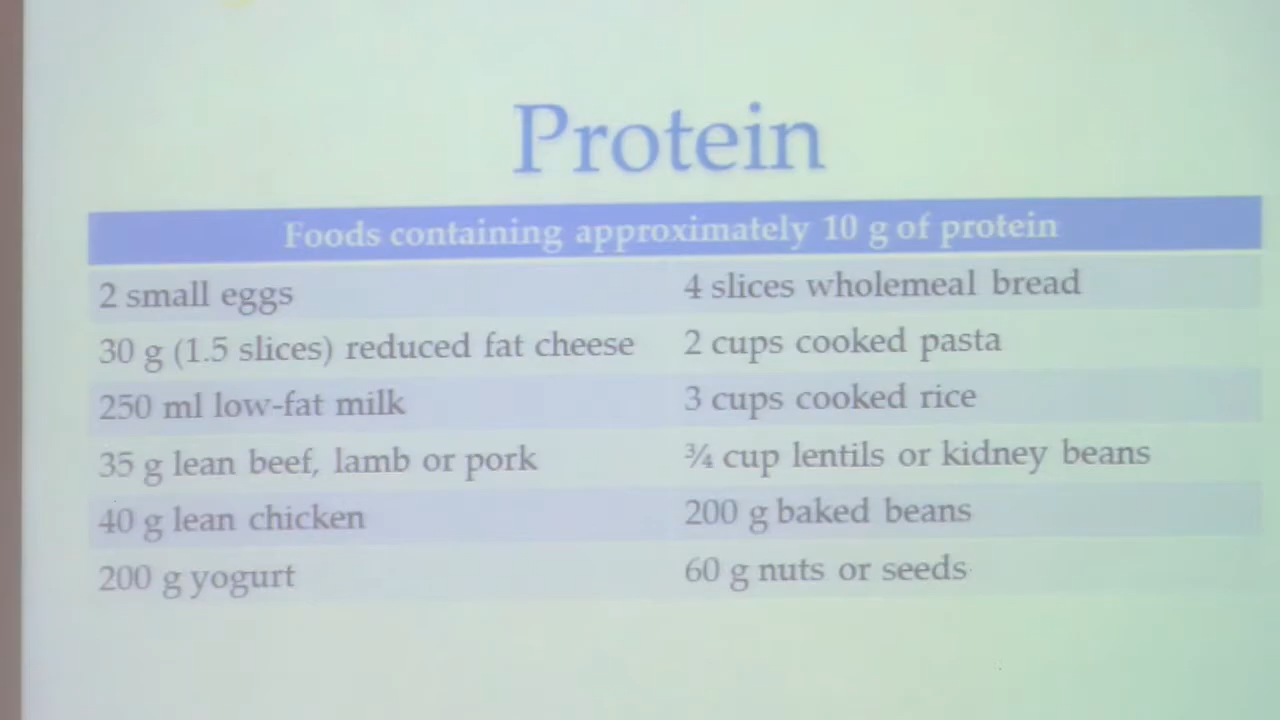 Protein
Foods containing approximately 10 g of protein
2 small eggs
4 slices wholemeal bread
30 g (1.5 slices) reduced fat cheese
2 cups cooked pasta
250 ml low-fat milk
3 cups cooked rice
35 g lean beef, lamb or pork
¾ cup lentils or kidney beans
40 g lean chicken
200 g baked beans
200 g yogurt
60 g nuts or seeds